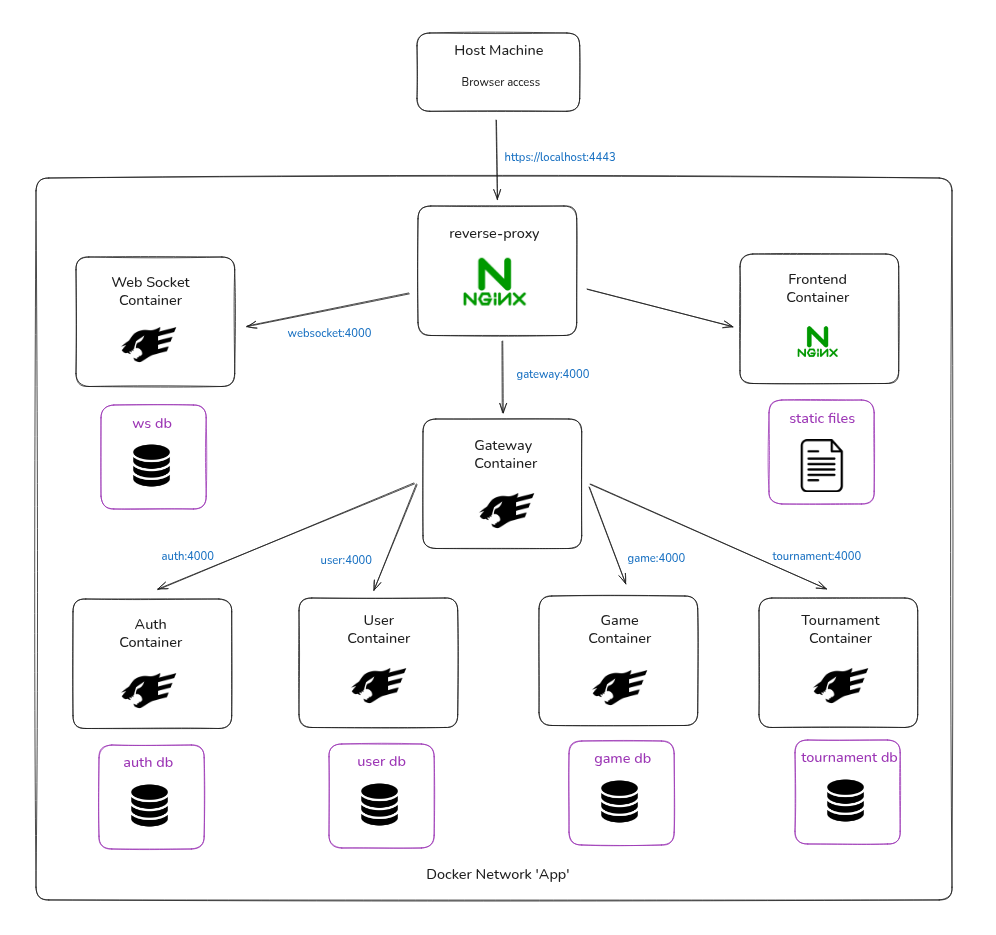 Host Machine
Browser access
https://localhost:4443
reverse-proxy
NGiИX
Web Socket
Container
websocket:4000
Frontend
Container
NGiИX
gateway:4000
ws db
static files
Gateway
Container
auth:4000
user:4000
game:4000
tournament:4000
Auth
Container
User
Container
Game
Container
Tournament
Container
auth db
user db
game db
tournament db
Docker Network 'App'